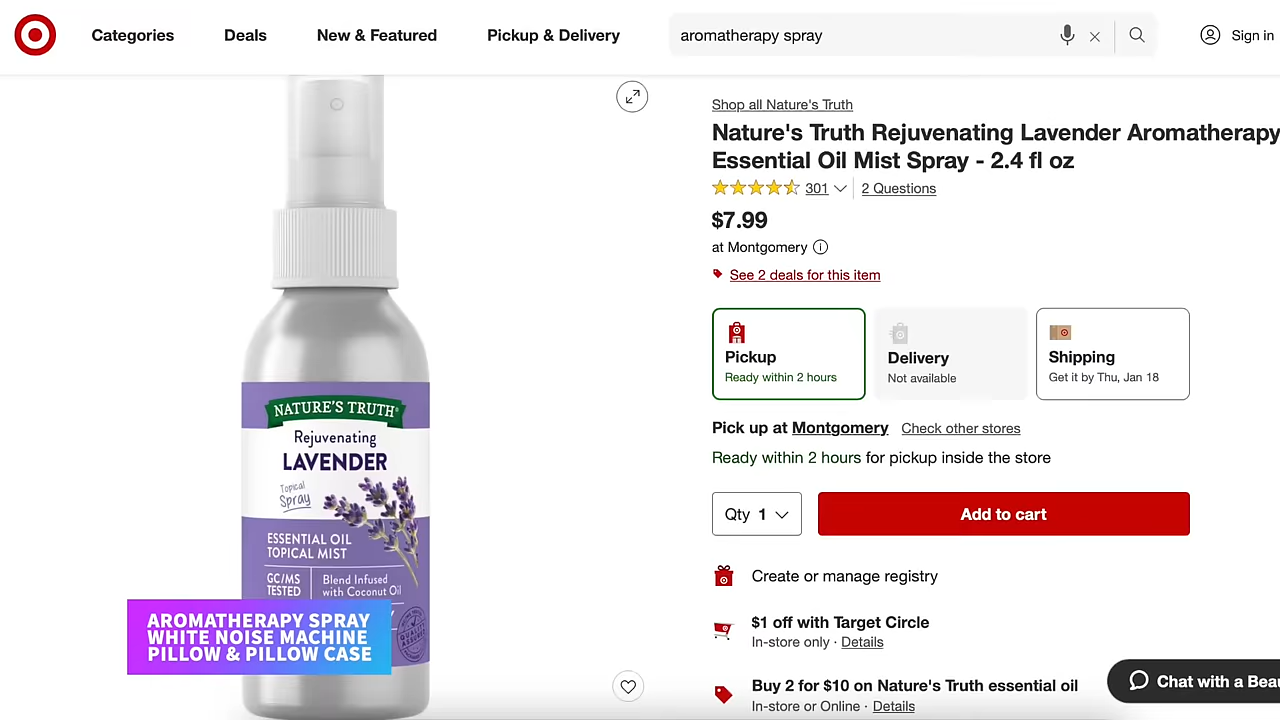 Categories
Deals
New & Featured
Pickup & Delivery
aromatherapy spray
Sign in
Shop all Nature's Truth
Nature's Truth Rejuvenating Lavender Aromatherapy
Essential Oil Mist Spray - 2.4 fl oz
301
2 Questions
$7.99
at Montgomery
See 2 deals for this item
Pickup
Ready within 2 hours
Delivery
Not available
Shipping
Get it by Thu, Jan 18
Pick up at Montgomery
Check other stores
Ready within 2 hours for pickup inside the store
Qty 1
Add to cart
Create or manage registry
$1 off with Target Circle
In-store only · Details
Buy 2 for $10 on Nature's Truth essential oil
In-store or Online · Details
Chat with a
NATURE'S TRUTH®
Rejuvenating
LAVENDER
Topical
Spray
ESSENTIAL OIL
TOPICAL MIST
GC/MS
TESTED
Blend Infused
with Coconut Oil
AROMATHERAPY SPRAY
WHITE NOISE MACHINE
PILLOW & PILLOW CASE